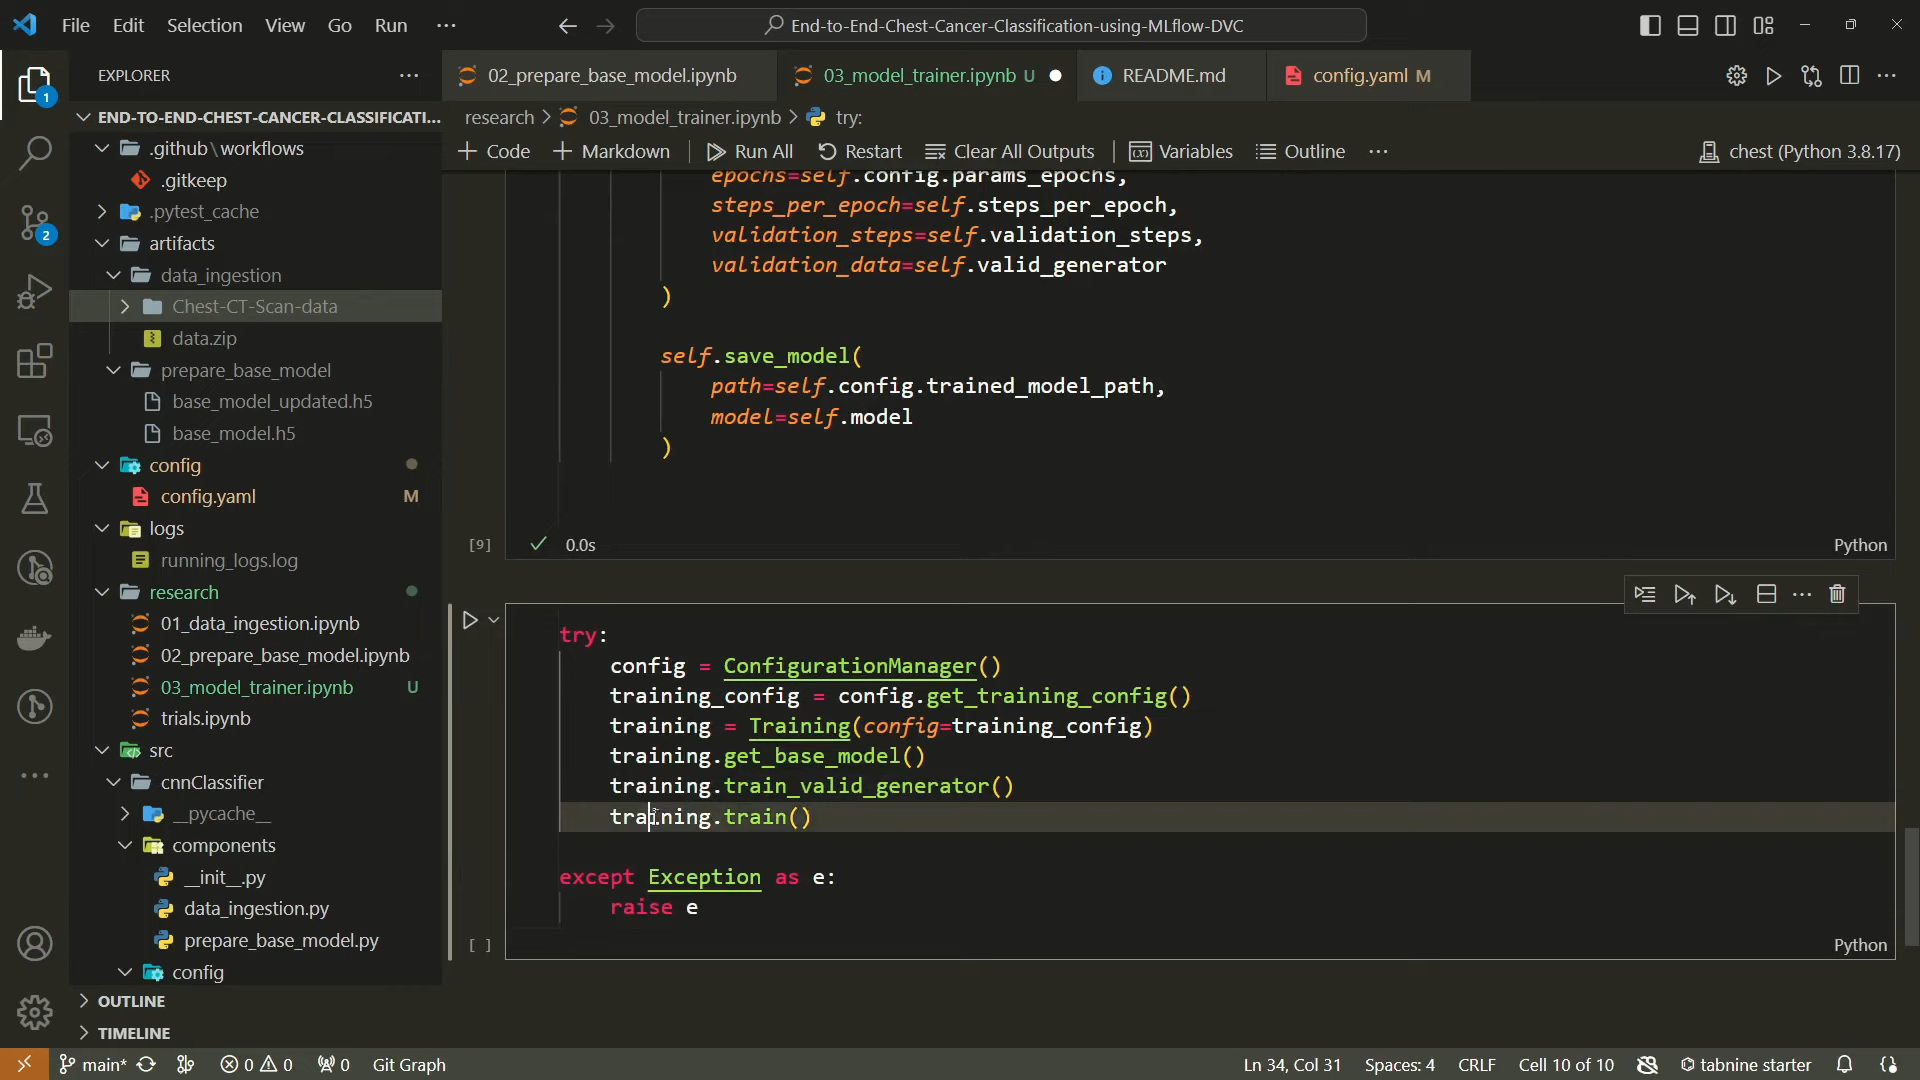 File Edit Selection View Go Run ···
End-to-End-Chest-Cancer-Classification-using-MLflow-DVC
EXPLORER ···
END-TO-END-CHEST-CANCER-CLASSIFICATI...
.github\workflows
.gitkeep
.pytest_cache
artifacts
data_ingestion
Chest-CT-Scan-data
data.zip
prepare_base_model
base_model_updated.h5
base_model.h5
config
config.yaml M
logs
running_logs.log
research
01_data_ingestion.ipynb
02_prepare_base_model.ipynb
03_model_trainer.ipynb U
trials.ipynb
src
cnnClassifier
__pycache__
components
__init__.py
data_ingestion.py
prepare_base_model.py
config
OUTLINE
TIMELINE
1
2
02_prepare_base_model.ipynb 03_model_trainer.ipynb U README.md config.yaml M
research > 03_model_trainer.ipynb > try:
+ Code + Markdown Run All Restart Clear All Outputs Variables Outline ··· chest (Python 3.8.17)
epochs=self.config.params_epochs,
steps_per_epoch=self.steps_per_epoch,
validation_steps=self.validation_steps,
validation_data=self.valid_generator
)
self.save_model(
path=self.config.trained_model_path,
model=self.model
)
[9] 0.0s Python
try:
config = ConfigurationManager()
training_config = config.get_training_config()
training = Training(config=training_config)
training.get_base_model()
training.train_valid_generator()
training.train()
except Exception as e:
raise e
[ ] Python
main* 0 0 0 Git Graph Ln 34, Col 31 Spaces: 4 CRLF Cell 10 of 10 tabnine starter